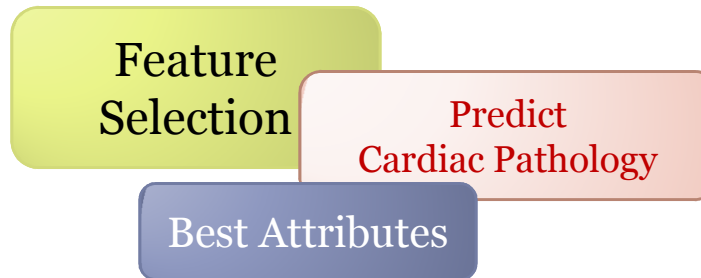 Feature
Selection
Predict
Cardiac Pathology
Best Attributes